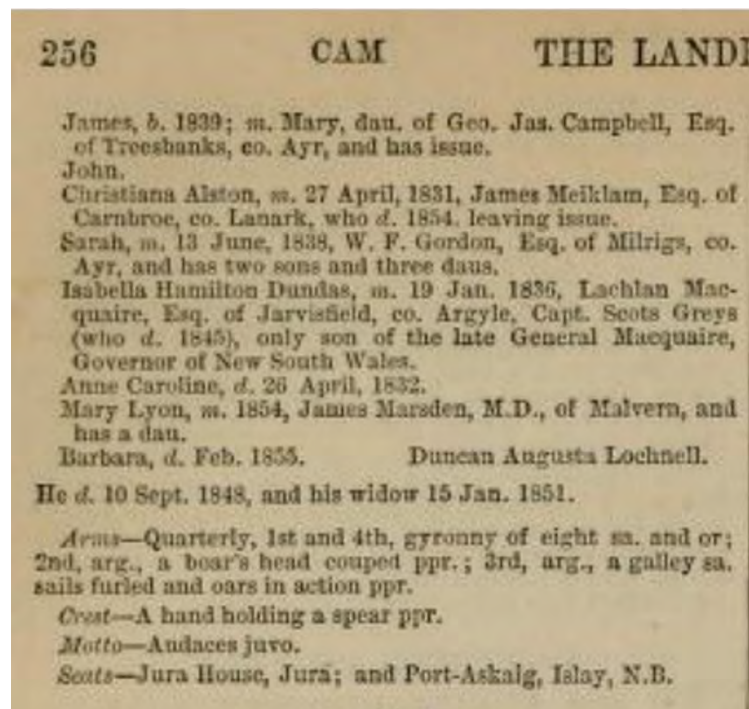 256 CAM THE LAND
James, b. 1839; m. Mary, dau. of Geo. Jas. Campbell, Esq.
of Treesbanks, co. Ayr, and has issue.
John.
Christiana Alston, m. 27 April, 1831, James Meiklam, Esq. of
Carnbroe, co. Lanark, who d. 1854, leaving issue.
Sarah, m. 13 June, 1838, W. F. Gordon, Esq. of Milrigs, co.
Ayr, and has two sons and three daus.
Isabella Hamilton Dundas, m. 19 Jan. 1836, Lachlan Mac-
quaire, Esq. of Jarvisfield, co. Argyle, Capt. Scots Greys
(who d. 1845), only son of the late General Macquaire,
Governor of New South Wales.
Anne Caroline, d. 26 April, 1832.
Mary Lyon, m. 1854, James Marsden, M.D., of Malvern, and
has a dau.
Barbara, d. Feb. 1855. Duncan Augusta Lochnell.
He d. 10 Sept. 1848, and his widow 15 Jan. 1851.
Arms—Quarterly, 1st and 4th, gyronny of eight sa. and or;
2nd, arg., a boar's head couped ppr.; 3rd, arg., a galley sa.
sails furled and oars in action ppr.
Crest—A hand holding a spear ppr.
Motto—Audaces juvo.
Seats—Jura House, Jura; and Port-Askaig, Islay, N.B.